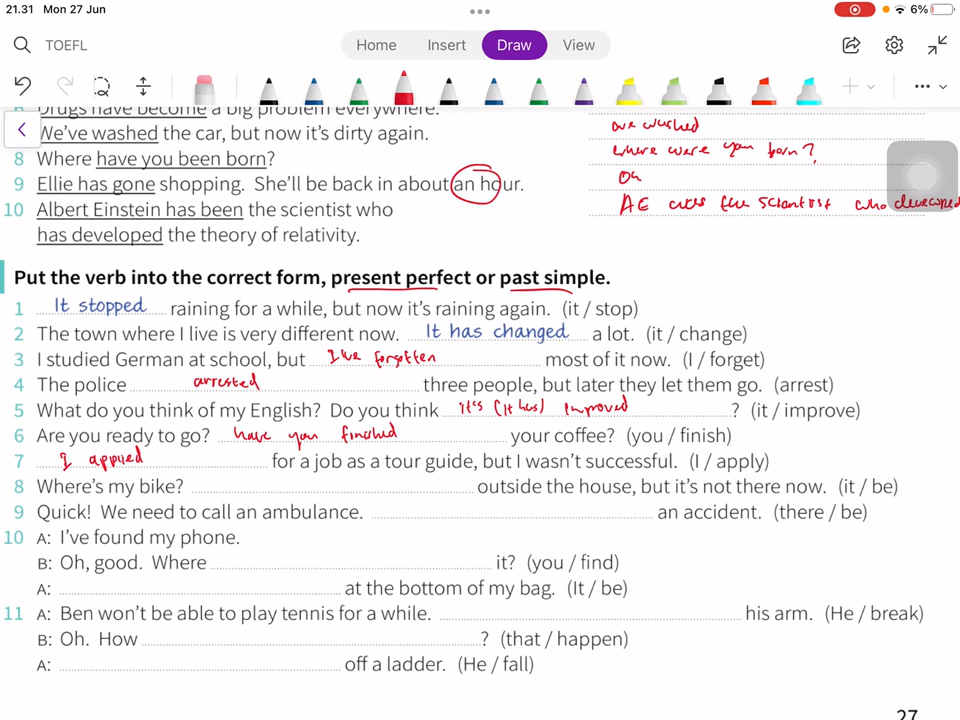 21.31 Mon 27 Jun
6%
TOEFL
Home Insert Draw View
6 Drugs have become a big problem everywhere.
We've washed the car, but now it's dirty again.
we washed
8 Where have you been born?
where were you born?
9 Ellie has gone shopping. She'll be back in about an hour.
OK
10 Albert Einstein has been the scientist who
AE was the scientist who developed
has developed the theory of relativity.
Put the verb into the correct form, present perfect or past simple.
1 It stopped raining for a while, but now it's raining again. (it / stop)
2 The town where I live is very different now. It has changed a lot. (it / change)
3 I studied German at school, but I've forgotten most of it now. (I / forget)
4 The police arrested three people, but later they let them go. (arrest)
5 What do you think of my English? Do you think it's (it has) improved ? (it / improve)
6 Are you ready to go? have you finished your coffee? (you / finish)
7 I applied for a job as a tour guide, but I wasn't successful. (I / apply)
8 Where's my bike? outside the house, but it's not there now. (it / be)
9 Quick! We need to call an ambulance. an accident. (there / be)
10 A: I've found my phone.
B: Oh, good. Where it? (you / find)
A: at the bottom of my bag. (It / be)
11 A: Ben won't be able to play tennis for a while. his arm. (He / break)
B: Oh. How ? (that / happen)
A: off a ladder. (He / fall)
27